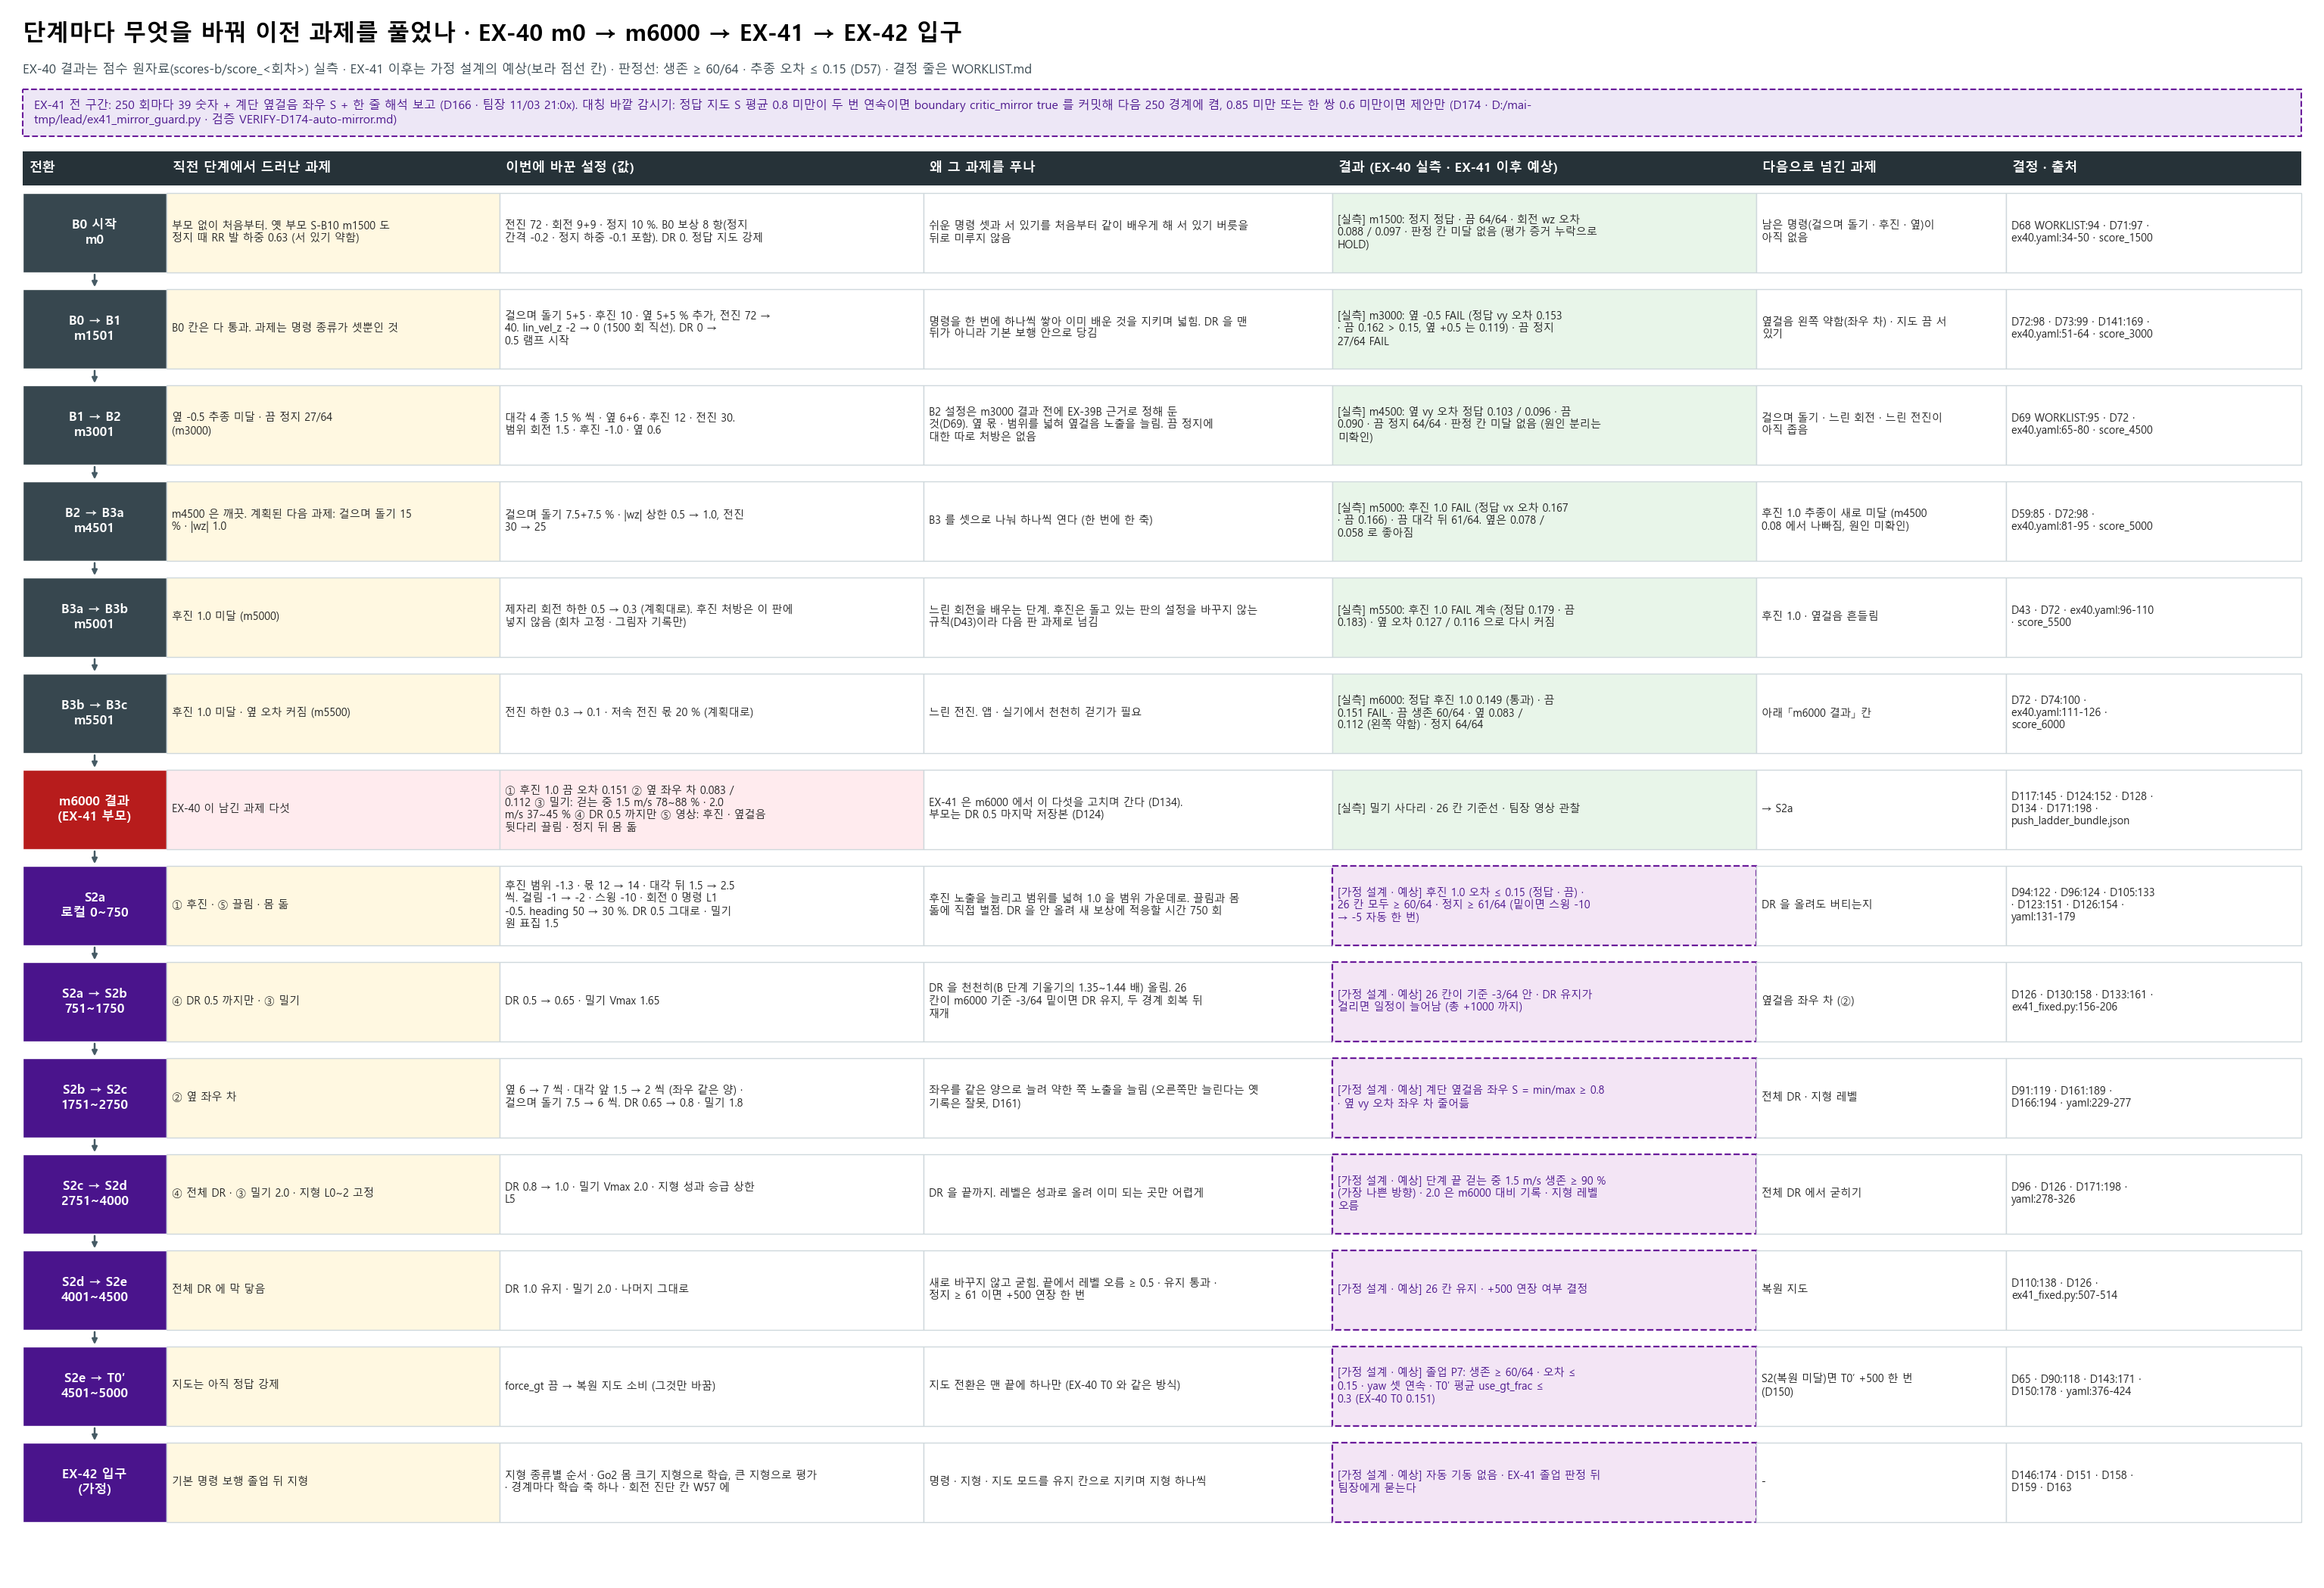 단계마다 무엇을 바꿔 이전 과제를 풀었나 · EX-40 m0 → m6000 → EX-41 → EX-42 입구
EX-40 결과는 점수 원자료(scores-b/score_<회차>) 실측 · EX-41 이후는 가정 설계의 예상(보라 점선 칸) · 판정선: 생존 ≥ 60/64 · 추종 오차 ≤ 0.15 (D57) · 결정 줄은 WORKLIST.md
EX-41 전 구간: 250 회마다 39 숫자 + 계단 옆걸음 좌우 S + 한 줄 해석 보고 (D166 · 팀장 11/03 21:0x). 대칭 바깥 감시기: 정답 지도 S 평균 0.8 미만이 두 번 연속이면 boundary critic_mirror true 를 커밋해 다음 250 경계에 켬, 0.85 미만 또는 한 쌍 0.6 미만이면 제안만 (D174 · D:/mai-
tmp/lead/ex41_mirror_guard.py · 검증 VERIFY-D174-auto-mirror.md)
전환
직전 단계에서 드러난 과제
이번에 바꾼 설정 (값)
왜 그 과제를 푸나
결과 (EX-40 실측 · EX-41 이후 예상)
다음으로 넘긴 과제
결정 · 출처
B0 시작
m0
부모 없이 처음부터. 옛 부모 S-B10 m1500 도
정지 때 RR 발 하중 0.63 (서 있기 약함)
전진 72 · 회전 9+9 · 정지 10 %. B0 보상 8 항(정지
간격 -0.2 · 정지 하중 -0.1 포함). DR 0. 정답 지도 강제
쉬운 명령 셋과 서 있기를 처음부터 같이 배우게 해 서 있기 버릇을
뒤로 미루지 않음
[실측] m1500: 정지 정답 · 끔 64/64 · 회전 wz 오차
0.088 / 0.097 · 판정 칸 미달 없음 (평가 증거 누락으로
HOLD)
남은 명령(걸으며 돌기 · 후진 · 옆)이
아직 없음
D68 WORKLIST:94 · D71:97 ·
ex40.yaml:34-50 · score_1500
B0 → B1
m1501
B0 칸은 다 통과. 과제는 명령 종류가 셋뿐인 것
걸으며 돌기 5+5 · 후진 10 · 옆 5+5 % 추가, 전진 72 →
40. lin_vel_z -2 → 0 (1500 회 직선). DR 0 →
0.5 램프 시작
명령을 한 번에 하나씩 쌓아 이미 배운 것을 지키며 넓힘. DR 을 맨
뒤가 아니라 기본 보행 안으로 당김
[실측] m3000: 옆 -0.5 FAIL (정답 vy 오차 0.153
· 끔 0.162 > 0.15, 옆 +0.5 는 0.119) · 끔 정지
27/64 FAIL
옆걸음 왼쪽 약함(좌우 차) · 지도 끔 서
있기
D72:98 · D73:99 · D141:169 ·
ex40.yaml:51-64 · score_3000
B1 → B2
m3001
옆 -0.5 추종 미달 · 끔 정지 27/64
(m3000)
대각 4 종 1.5 % 씩 · 옆 6+6 · 후진 12 · 전진 30.
범위 회전 1.5 · 후진 -1.0 · 옆 0.6
B2 설정은 m3000 결과 전에 EX-39B 근거로 정해 둔
것(D69). 옆 몫 · 범위를 넓혀 옆걸음 노출을 늘림. 끔 정지에
대한 따로 처방은 없음
[실측] m4500: 옆 vy 오차 정답 0.103 / 0.096 · 끔
0.090 · 끔 정지 64/64 · 판정 칸 미달 없음 (원인 분리는
미확인)
걸으며 돌기 · 느린 회전 · 느린 전진이
아직 좁음
D69 WORKLIST:95 · D72 ·
ex40.yaml:65-80 · score_4500
B2 → B3a
m4501
m4500 은 깨끗. 계획된 다음 과제: 걸으며 돌기 15
% · |wz| 1.0
걸으며 돌기 7.5+7.5 % · |wz| 상한 0.5 → 1.0, 전진
30 → 25
B3 를 셋으로 나눠 하나씩 연다 (한 번에 한 축)
[실측] m5000: 후진 1.0 FAIL (정답 vx 오차 0.167
· 끔 0.166) · 끔 대각 뒤 61/64. 옆은 0.078 /
0.058 로 좋아짐
후진 1.0 추종이 새로 미달 (m4500
0.08 에서 나빠짐, 원인 미확인)
D59:85 · D72:98 ·
ex40.yaml:81-95 · score_5000
B3a → B3b
m5001
후진 1.0 미달 (m5000)
제자리 회전 하한 0.5 → 0.3 (계획대로). 후진 처방은 이 판에
넣지 않음 (회차 고정 · 그림자 기록만)
느린 회전을 배우는 단계. 후진은 돌고 있는 판의 설정을 바꾸지 않는
규칙(D43)이라 다음 판 과제로 넘김
[실측] m5500: 후진 1.0 FAIL 계속 (정답 0.179 · 끔
0.183) · 옆 오차 0.127 / 0.116 으로 다시 커짐
후진 1.0 · 옆걸음 흔들림
D43 · D72 · ex40.yaml:96-110
· score_5500
B3b → B3c
m5501
후진 1.0 미달 · 옆 오차 커짐 (m5500)
전진 하한 0.3 → 0.1 · 저속 전진 몫 20 % (계획대로)
느린 전진. 앱 · 실기에서 천천히 걷기가 필요
[실측] m6000: 정답 후진 1.0 0.149 (통과) · 끔
0.151 FAIL · 끔 생존 60/64 · 옆 0.083 /
0.112 (왼쪽 약함) · 정지 64/64
아래 「m6000 결과」 칸
D72 · D74:100 ·
ex40.yaml:111-126 ·
score_6000
m6000 결과
(EX-41 부모)
EX-40 이 남긴 과제 다섯
① 후진 1.0 끔 오차 0.151 ② 옆 좌우 차 0.083 /
0.112 ③ 밀기: 걷는 중 1.5 m/s 78~88 % · 2.0
m/s 37~45 % ④ DR 0.5 까지만 ⑤ 영상: 후진 · 옆걸음
뒷다리 끌림 · 정지 뒤 몸 돎
EX-41 은 m6000 에서 이 다섯을 고치며 간다 (D134).
부모는 DR 0.5 마지막 저장본 (D124)
[실측] 밀기 사다리 · 26 칸 기준선 · 팀장 영상 관찰
→ S2a
D117:145 · D124:152 · D128 ·
D134 · D171:198 ·
push_ladder_bundle.json
S2a
로컬 0~750
① 후진 · ⑤ 끌림 · 몸 돎
후진 범위 -1.3 · 몫 12 → 14 · 대각 뒤 1.5 → 2.5
씩. 걸림 -1 → -2 · 스윙 -10 · 회전 0 명령 L1
-0.5. heading 50 → 30 %. DR 0.5 그대로 · 밀기
원 표집 1.5
후진 노출을 늘리고 범위를 넓혀 1.0 을 범위 가운데로. 끌림과 몸
돎에 직접 벌점. DR 을 안 올려 새 보상에 적응할 시간 750 회
[가정 설계 · 예상] 후진 1.0 오차 ≤ 0.15 (정답 · 끔) ·
26 칸 모두 ≥ 60/64 · 정지 ≥ 61/64 (밑이면 스윙 -10
→ -5 자동 한 번)
DR 을 올려도 버티는지
D94:122 · D96:124 · D105:133
· D123:151 · D126:154 ·
yaml:131-179
S2a → S2b
751~1750
④ DR 0.5 까지만 · ③ 밀기
DR 0.5 → 0.65 · 밀기 Vmax 1.65
DR 을 천천히(B 단계 기울기의 1.35~1.44 배) 올림. 26
칸이 m6000 기준 -3/64 밑이면 DR 유지, 두 경계 회복 뒤
재개
[가정 설계 · 예상] 26 칸이 기준 -3/64 안 · DR 유지가
걸리면 일정이 늘어남 (총 +1000 까지)
옆걸음 좌우 차 (②)
D126 · D130:158 · D133:161 ·
ex41_fixed.py:156-206
S2b → S2c
1751~2750
② 옆 좌우 차
옆 6 → 7 씩 · 대각 앞 1.5 → 2 씩 (좌우 같은 양) ·
걸으며 돌기 7.5 → 6 씩. DR 0.65 → 0.8 · 밀기 1.8
좌우를 같은 양으로 늘려 약한 쪽 노출을 늘림 (오른쪽만 늘린다는 옛
기록은 잘못, D161)
[가정 설계 · 예상] 계단 옆걸음 좌우 S = min/max ≥ 0.8
· 옆 vy 오차 좌우 차 줄어듦
전체 DR · 지형 레벨
D91:119 · D161:189 ·
D166:194 · yaml:229-277
S2c → S2d
2751~4000
④ 전체 DR · ③ 밀기 2.0 · 지형 L0~2 고정
DR 0.8 → 1.0 · 밀기 Vmax 2.0 · 지형 성과 승급 상한
L5
DR 을 끝까지. 레벨은 성과로 올려 이미 되는 곳만 어렵게
[가정 설계 · 예상] 단계 끝 걷는 중 1.5 m/s 생존 ≥ 90 %
(가장 나쁜 방향) · 2.0 은 m6000 대비 기록 · 지형 레벨
오름
전체 DR 에서 굳히기
D96 · D126 · D171:198 ·
yaml:278-326
S2d → S2e
4001~4500
전체 DR 에 막 닿음
DR 1.0 유지 · 밀기 2.0 · 나머지 그대로
새로 바꾸지 않고 굳힘. 끝에서 레벨 오름 ≥ 0.5 · 유지 통과 ·
정지 ≥ 61 이면 +500 연장 한 번
[가정 설계 · 예상] 26 칸 유지 · +500 연장 여부 결정
복원 지도
D110:138 · D126 ·
ex41_fixed.py:507-514
S2e → T0′
4501~5000
지도는 아직 정답 강제
force_gt 끔 → 복원 지도 소비 (그것만 바꿈)
지도 전환은 맨 끝에 하나만 (EX-40 T0 와 같은 방식)
[가정 설계 · 예상] 졸업 P7: 생존 ≥ 60/64 · 오차 ≤
0.15 · yaw 셋 연속 · T0′ 평균 use_gt_frac ≤
0.3 (EX-40 T0 0.151)
S2(복원 미달)면 T0′ +500 한 번
(D150)
D65 · D90:118 · D143:171 ·
D150:178 · yaml:376-424
EX-42 입구
(가정)
기본 명령 보행 졸업 뒤 지형
지형 종류별 순서 · Go2 몸 크기 지형으로 학습, 큰 지형으로 평가
· 경계마다 학습 축 하나 · 회전 진단 칸 W57 에
명령 · 지형 · 지도 모드를 유지 칸으로 지키며 지형 하나씩
[가정 설계 · 예상] 자동 기동 없음 · EX-41 졸업 판정 뒤
팀장에게 묻는다
-
D146:174 · D151 · D158 ·
D159 · D163